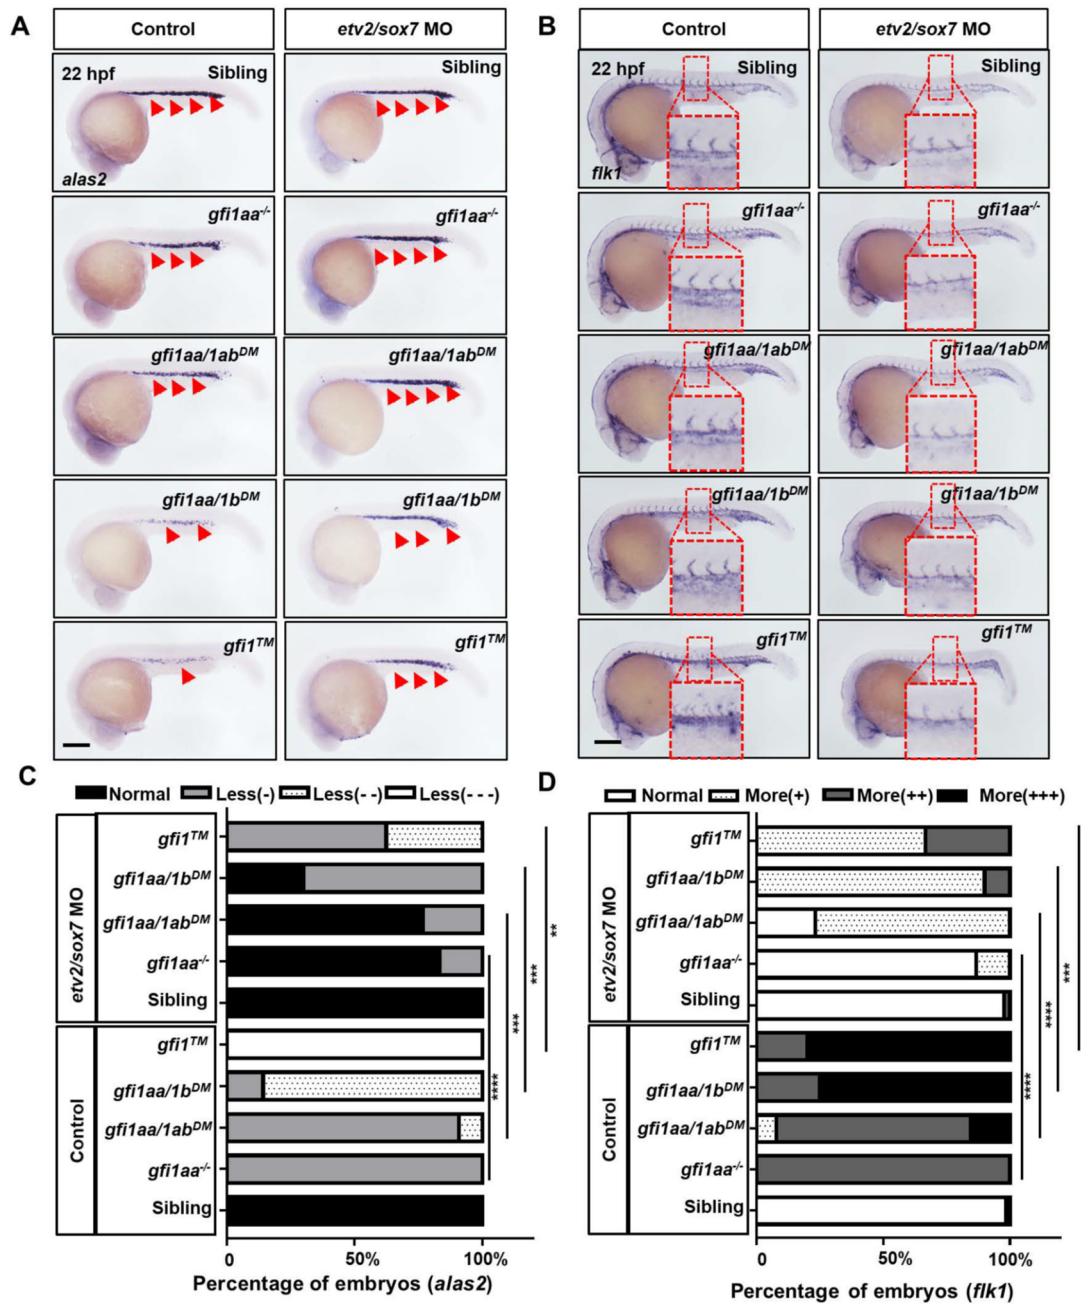 A
Control
etv2/sox7 MO
22 hpf
Sibling
alas2
Sibling
gfi1aa-/-
gfi1aa-/-
gfi1aa/1abDM
gfi1aa/1abDM
gfi1aa/1bDM
gfi1aa/1bDM
gfi1TM
gfi1TM
B
Control
etv2/sox7 MO
22 hpf
Sibling
flk1
Sibling
gfi1aa-/-
gfi1aa-/-
gfi1aa/1abDM
gfi1aa/1abDM
gfi1aa/1bDM
gfi1aa/1bDM
gfi1TM
gfi1TM
C
Normal Less(-) Less(- -) Less(- - -)
etv2/sox7 MO
gfi1TM
gfi1aa/1bDM
gfi1aa/1abDM
gfi1aa-/-
Sibling
Control
gfi1TM
gfi1aa/1bDM
gfi1aa/1abDM
gfi1aa-/-
Sibling
**
***
***
****
0 50% 100%
Percentage of embryos (alas2)
D
Normal More(+) More(++) More(+++)
etv2/sox7 MO
gfi1TM
gfi1aa/1bDM
gfi1aa/1abDM
gfi1aa-/-
Sibling
Control
gfi1TM
gfi1aa/1bDM
gfi1aa/1abDM
gfi1aa-/-
Sibling
***
****
****
0 50% 100%
Percentage of embryos (flk1)